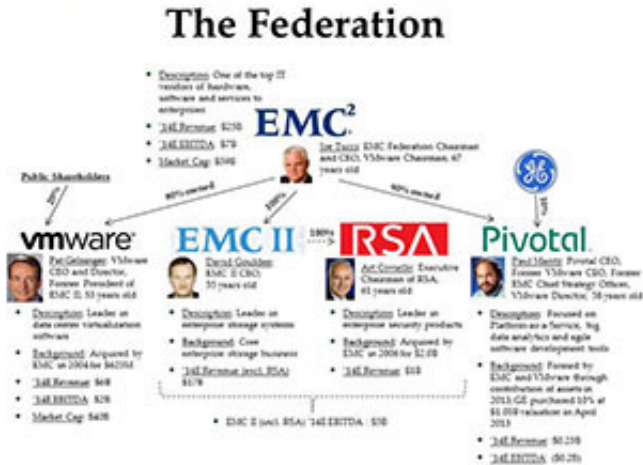 The Federation
• Description: One of the top IT
vendors of hardware,
software and services to
enterprises
• '14E Revenue: $25B
• '14E EBITDA: $7B
• Market Cap: $59B
EMC²
Joe Tucci: EMC Federation Chairman
and CEO, VMware Chairman, 67
years old
Public Shareholders
20%
80% owned
100%
90% owned
GE
10%
vmware
EMC II
100%
RSA
Pivotal
Pat Gelsinger: VMware
CEO and Director,
Former President of
EMC II, 53 years old
David Goulden:
EMC II CEO,
55 years old
Art Coviello: Executive
Chairman of RSA,
61 years old
Paul Maritz: Pivotal CEO,
Former VMware CEO, Former
EMC Chief Strategy Officer,
VMware Director, 58 years old
• Description: Leader in
data center virtualization
software
• Background: Acquired by
EMC in 2004 for $625M
• '14E Revenue: $6B
• '14E EBITDA: $2B
• Market Cap: $40B
• Description: Leader in
enterprise storage systems
• Background: Core
enterprise storage business
• '14E Revenue (excl. RSA)
$17B
• Description: Leader in
enterprise security products
• Background: Acquired by
EMC in 2006 for $2.0B
• '14E Revenue: $1B
• EMC II (incl. RSA) '14E EBITDA: $5B
• Description: Focused on
Platform-as-a-Service, big
data analytics and agile
software development tools
• Background: Formed by
EMC and VMware through
contribution of assets in
2013; GE purchased 10% at
$1.05B valuation in April
2013
• '14E Revenue: $0.23B
• '14E EBITDA: ($0.2B)